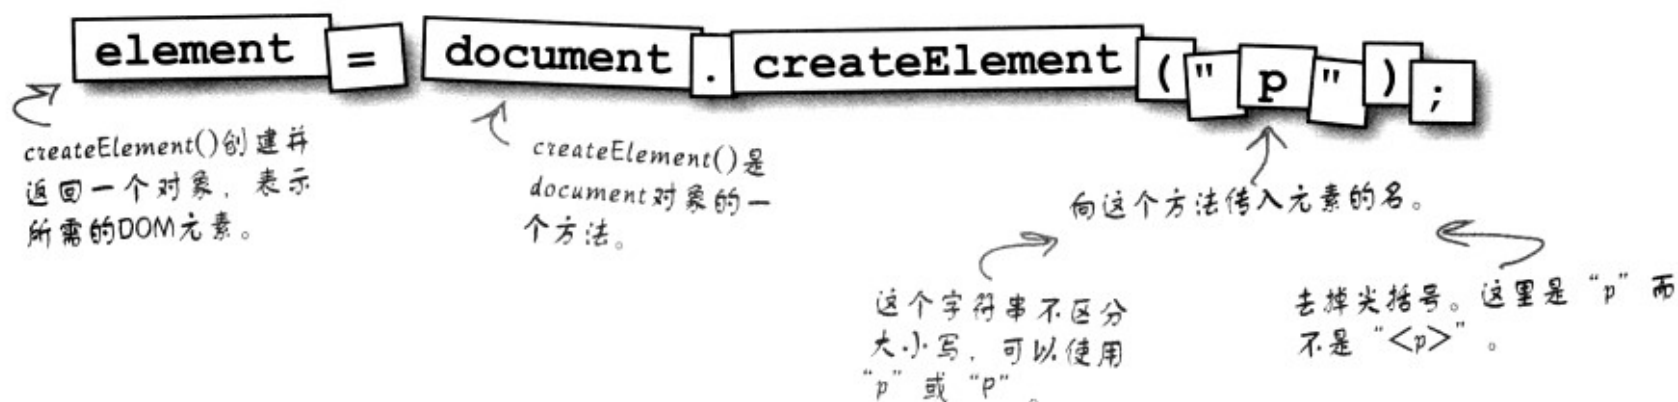 element = document.createElement("p");
createElement()创建并
返回一个对象，表示
所需的DOM元素。
createElement()是
document对象的一
个方法。
向这个方法传入元素的名。
这个字符串不区分
大小写，可以使用
“p”或“P”。
去掉尖括号。这里是“p”而
不是“<p>”。